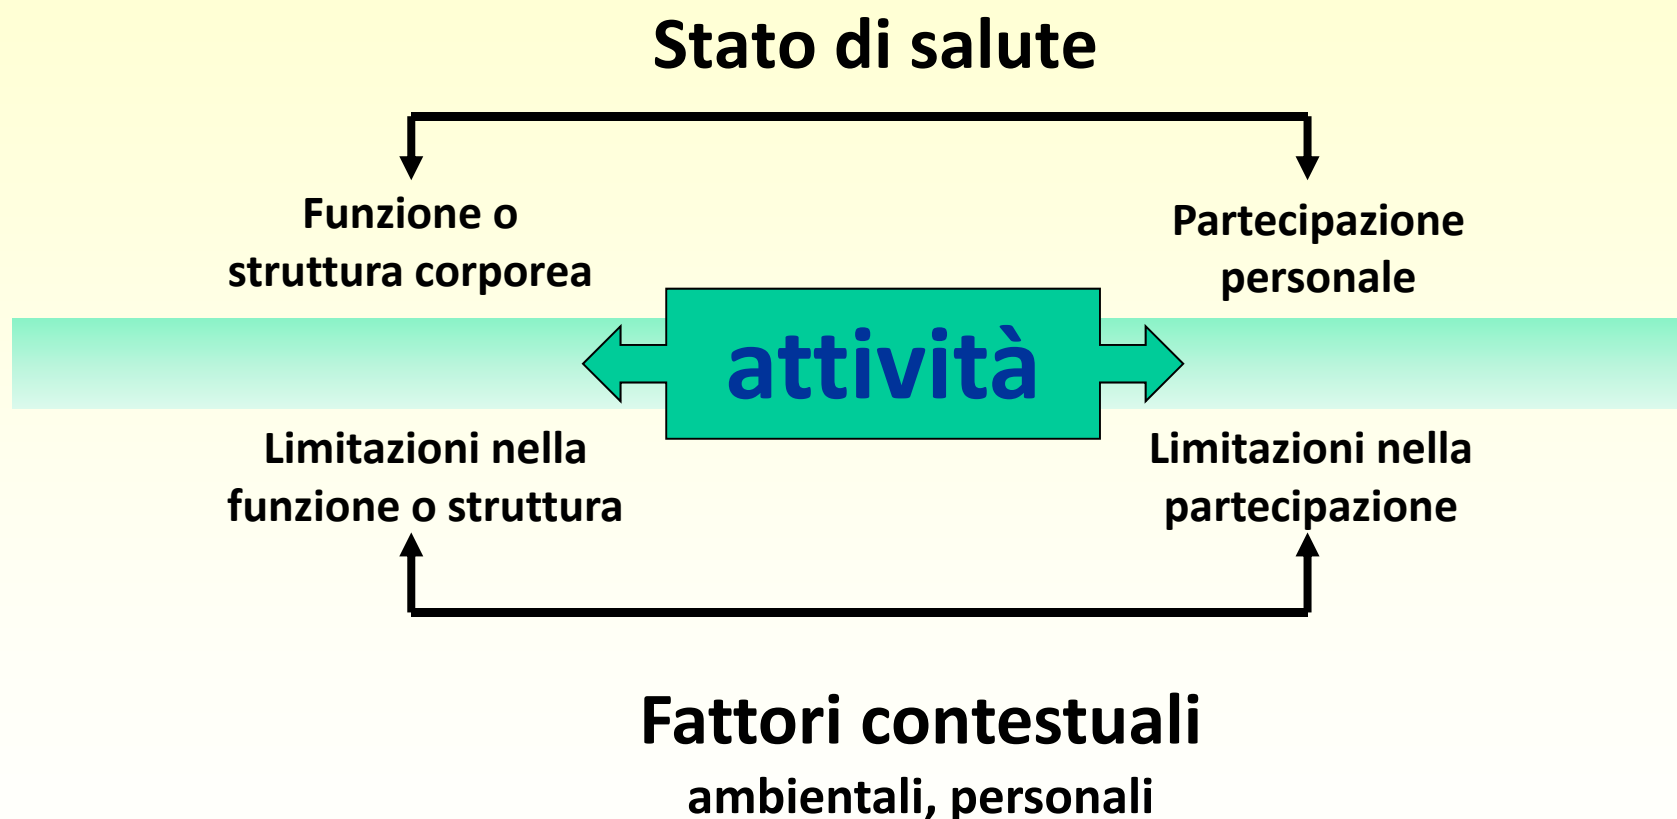 Stato di salute
Funzione o
struttura corporea
Partecipazione
personale
attività
Limitazioni nella
funzione o struttura
Limitazioni nella
partecipazione
Fattori contestuali
ambientali, personali